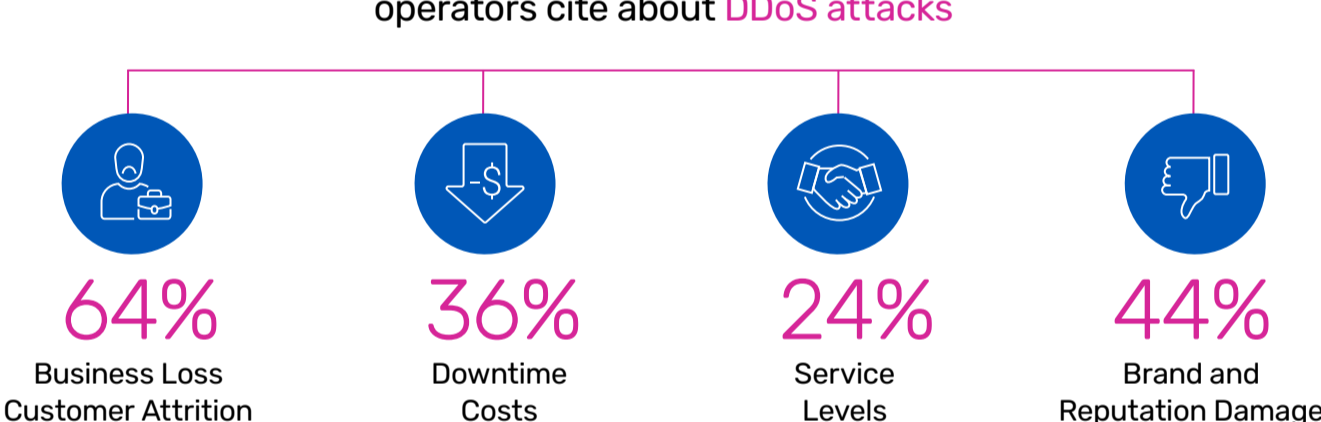 operators cite about DDoS attacks
-$
64%
36%
24%
44%
Business Loss
Customer Attrition
Downtime
Costs
Service
Levels
Brand and
Reputation Damage